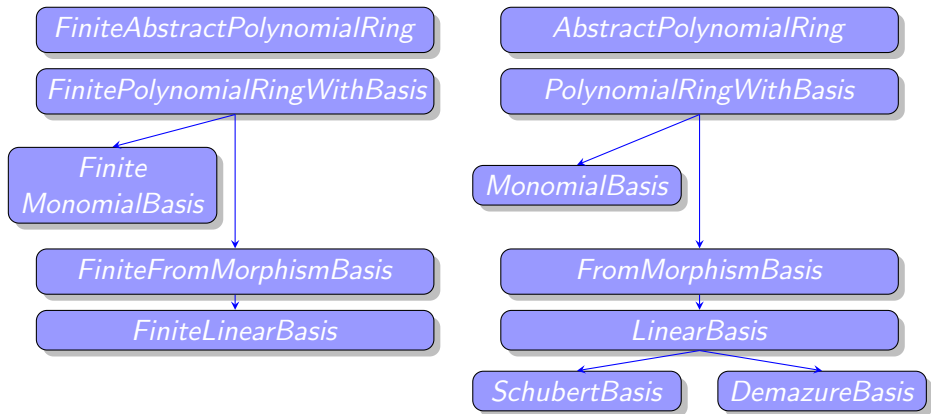 FiniteAbstractPolynomialRing
AbstractPolynomialRing
FinitePolynomialRingWithBasis
PolynomialRingWithBasis
Finite
MonomialBasis
MonomialBasis
FiniteFromMorphismBasis
FromMorphismBasis
FiniteLinearBasis
LinearBasis
SchubertBasis
DemazureBasis